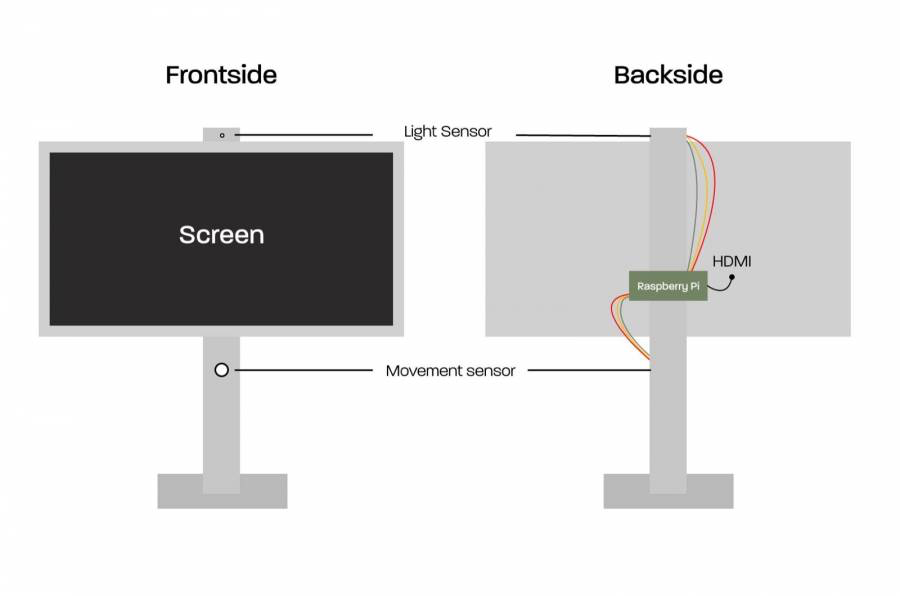 Frontside
Backside
Light Sensor
Screen
HDMI
Raspberry Pi
Movement sensor